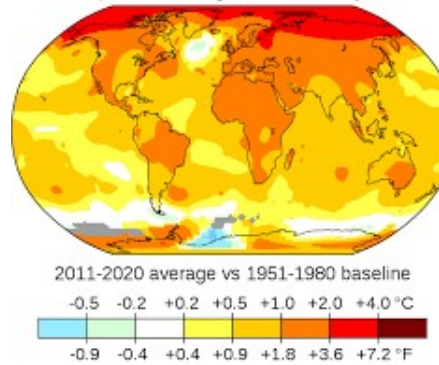 2011-2020 average vs 1951-1980 baseline
-0.5 -0.2 +0.2 +0.5 +1.0 +2.0 +4.0 °C
-0.9 -0.4 +0.4 +0.9 +1.8 +3.6 +7.2 °F